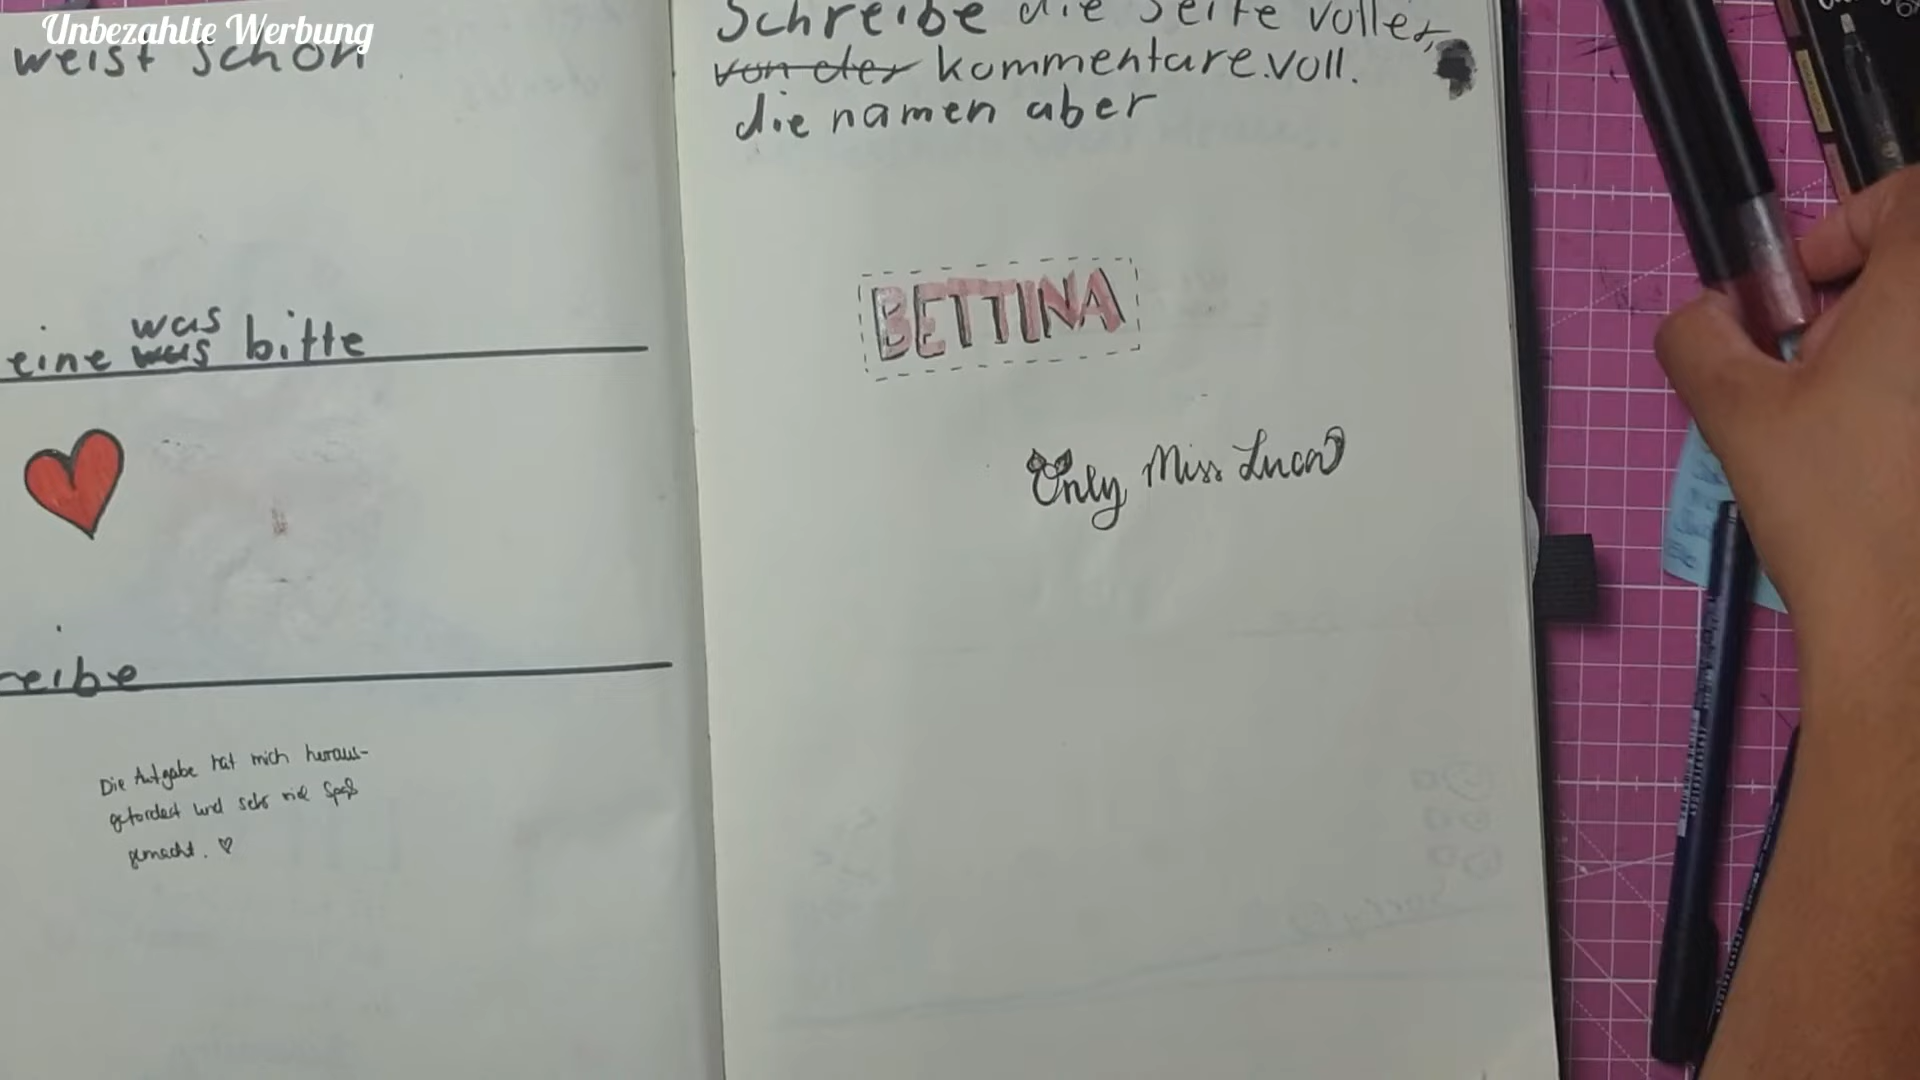 Unbezahlte Werbung
weist schon
eine was was bitte
reibe
Die Aufgabe hat mich heraus-
gefordert und sehr viel Spaß
gemacht. ♡
Schreibe die Seite voller,
von der kommentare.voll.
die namen aber
BETTINA
Only Miss Luca